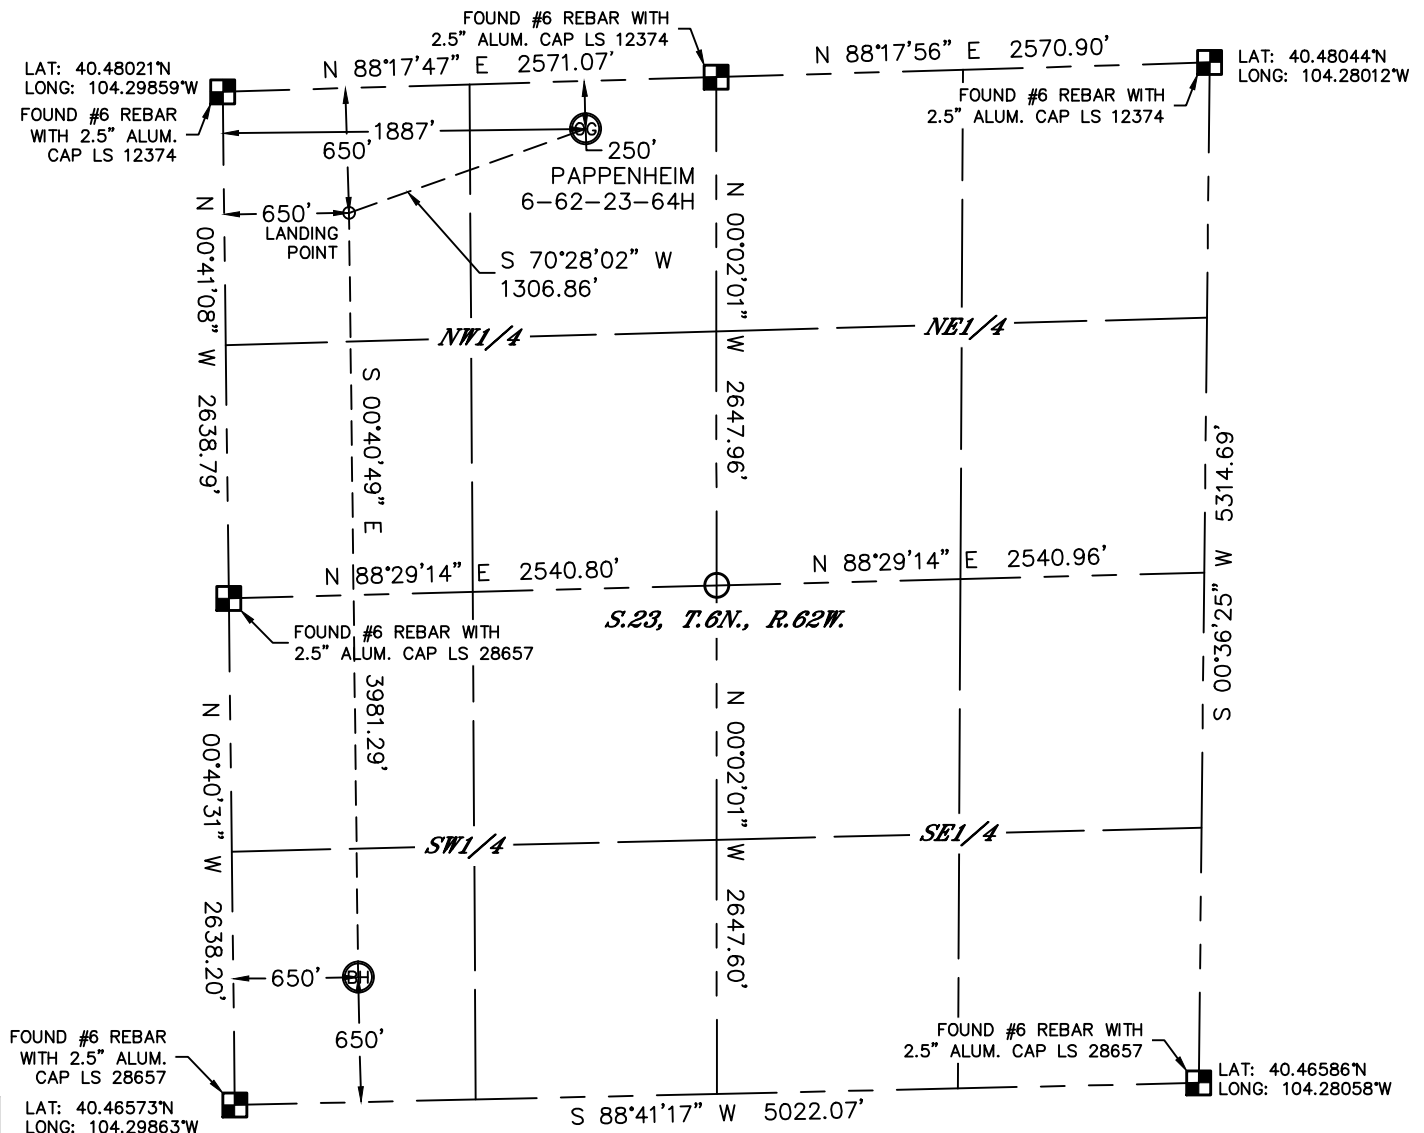 FOUND #6 REBAR WITH
2.5" ALUM. CAP LS 12374
N 88°17'56" E 2570.90'
LAT: 40.48044°N
LONG: 104.28012°W
LAT: 40.48021°N
LONG: 104.29859°W
N 88°17'47" E 2571.07'
FOUND #6 REBAR
WITH 2.5" ALUM.
CAP LS 12374
FOUND #6 REBAR WITH
2.5" ALUM. CAP LS 12374
1887'
OG
650'
250'
PAPPENHEIM
6-62-23-64H
650'
LANDING
POINT
S 70°28'02" W
1306.86'
N 00°41'08" W 2638.79'
N 00°02'01" W 2647.96'
NW1/4
NE1/4
S 00°40'49" E 3981.29'
S 00°36'25" W 5314.69'
N 88°29'14" E 2540.80'
N 88°29'14" E 2540.96'
S.23, T.6N., R.62W.
FOUND #6 REBAR WITH
2.5" ALUM. CAP LS 28657
N 00°40'31" W 2638.20'
N 00°02'01" W 2647.60'
SW1/4
SE1/4
650'
BH
650'
FOUND #6 REBAR
WITH 2.5" ALUM.
CAP LS 28657
FOUND #6 REBAR WITH
2.5" ALUM. CAP LS 28657
LAT: 40.46586°N
LONG: 104.28058°W
LAT: 40.46573°N
LONG: 104.29863°W
S 88°41'17" W 5022.07'